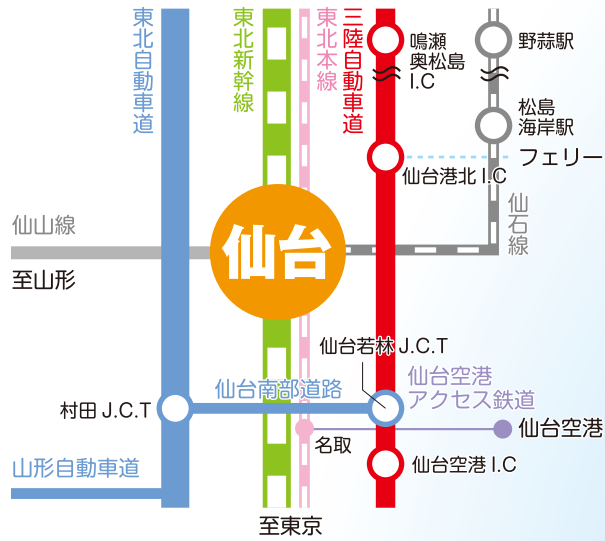 東北自動車道
東北新幹線
東北本線
三陸自動車道
鳴瀬
奥松島
I.C
野蒜駅
松島
海岸駅
フェリー
仙台港北 I.C
仙石線
仙山線
至山形
仙台
仙台若林 J.C.T
仙台空港
アクセス鉄道
仙台南部道路
村田 J.C.T
仙台空港
名取
山形自動車道
仙台空港 I.C
至東京